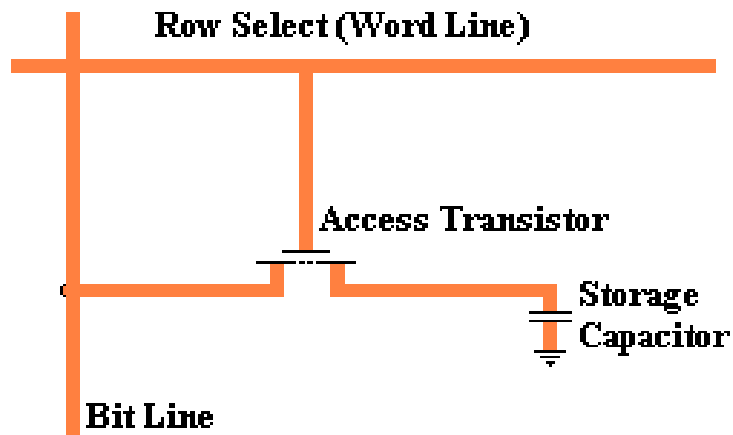 Row Select (Word Line)
Access Transistor
Storage
Capacitor
Bit Line